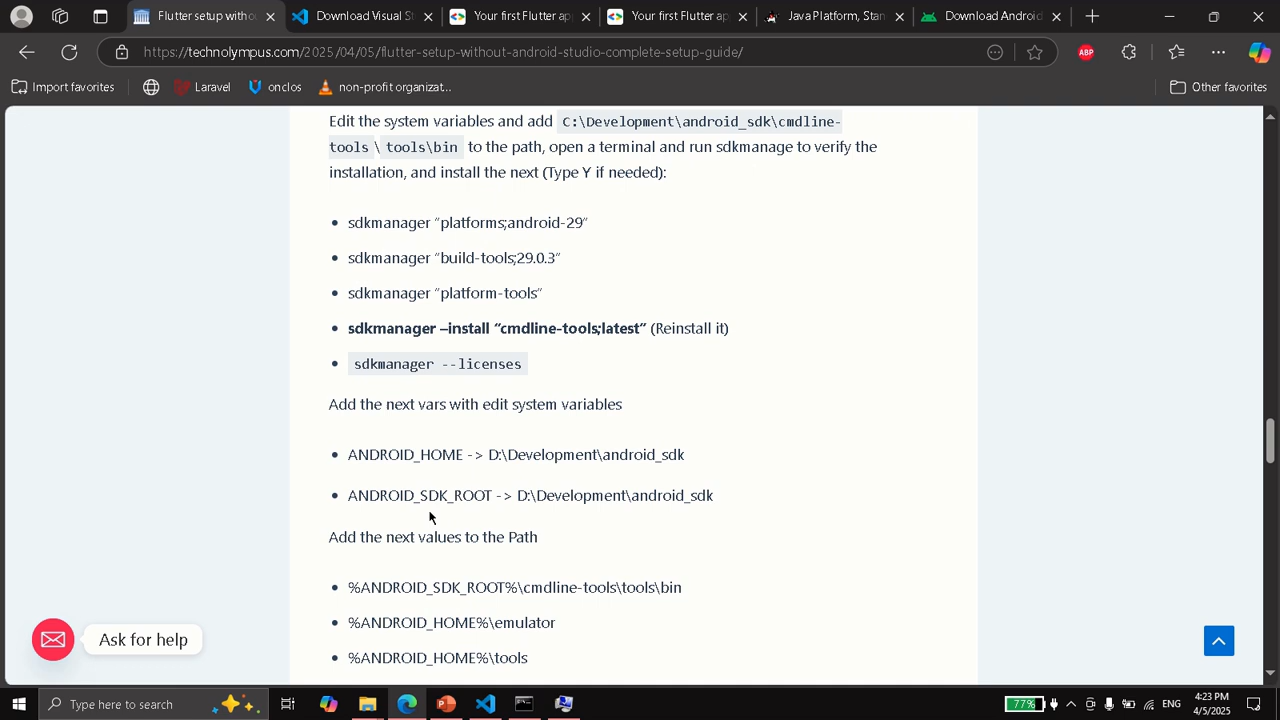 Flutter setup witho
Download Visual St
Your first Flutter app
Your first Flutter ap
Java Platform, Stan
Download Android
https://technolympus.com/2025/04/05/flutter-setup-without-android-studio-complete-setup-guide/
ABP
Import favorites
Laravel
onclos
non-profit organizat...
Other favorites
Edit the system variables and add C:\Development\android_sdk\cmdline-
tools \ tools\bin to the path, open a terminal and run sdkmanage to verify the
installation, and install the next (Type Y if needed):
sdkmanager “platforms;android-29”
sdkmanager “build-tools;29.0.3”
sdkmanager “platform-tools”
sdkmanager –install “cmdline-tools;latest” (Reinstall it)
sdkmanager --licenses
Add the next vars with edit system variables
ANDROID_HOME -> D:\Development\android_sdk
ANDROID_SDK_ROOT -> D:\Development\android_sdk
Add the next values to the Path
%ANDROID_SDK_ROOT%\cmdline-tools\tools\bin
%ANDROID_HOME%\emulator
%ANDROID_HOME%\tools
Ask for help
Type here to search
77%
ENG
4:23 PM
4/5/2025